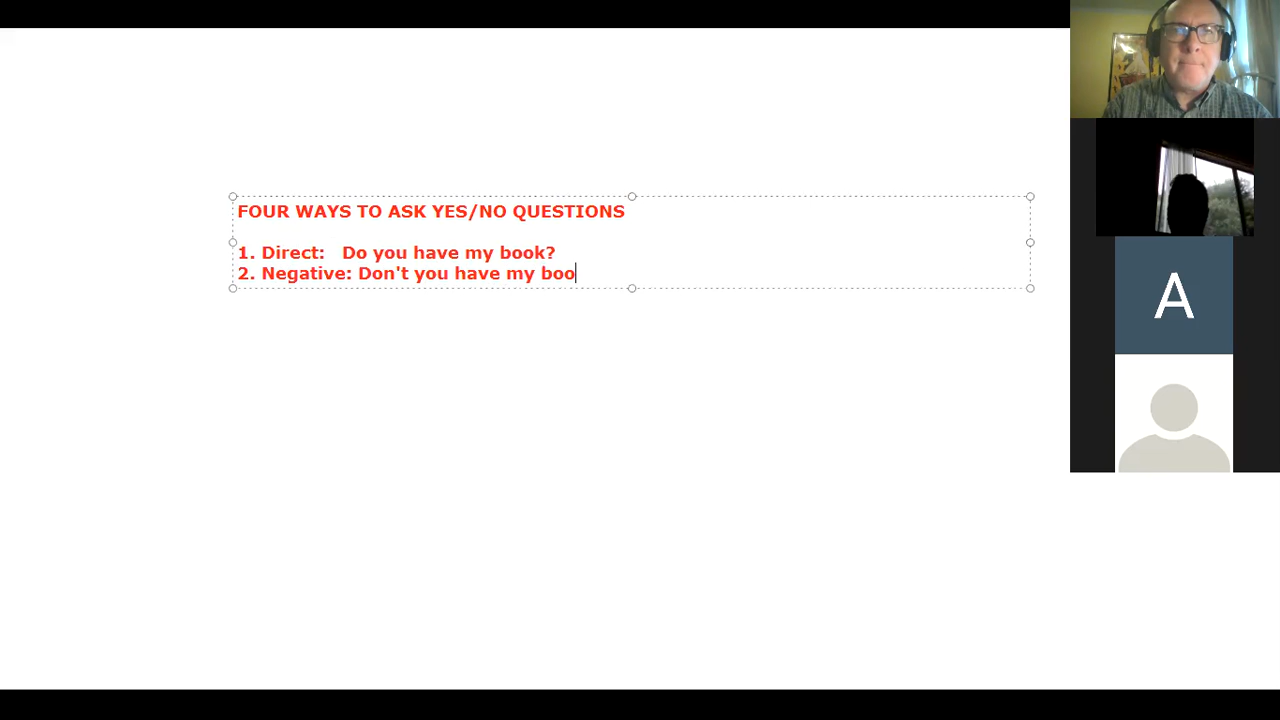 FOUR WAYS TO ASK YES/NO QUESTIONS
1. Direct: Do you have my book?
2. Negative: Don't you have my boo
A